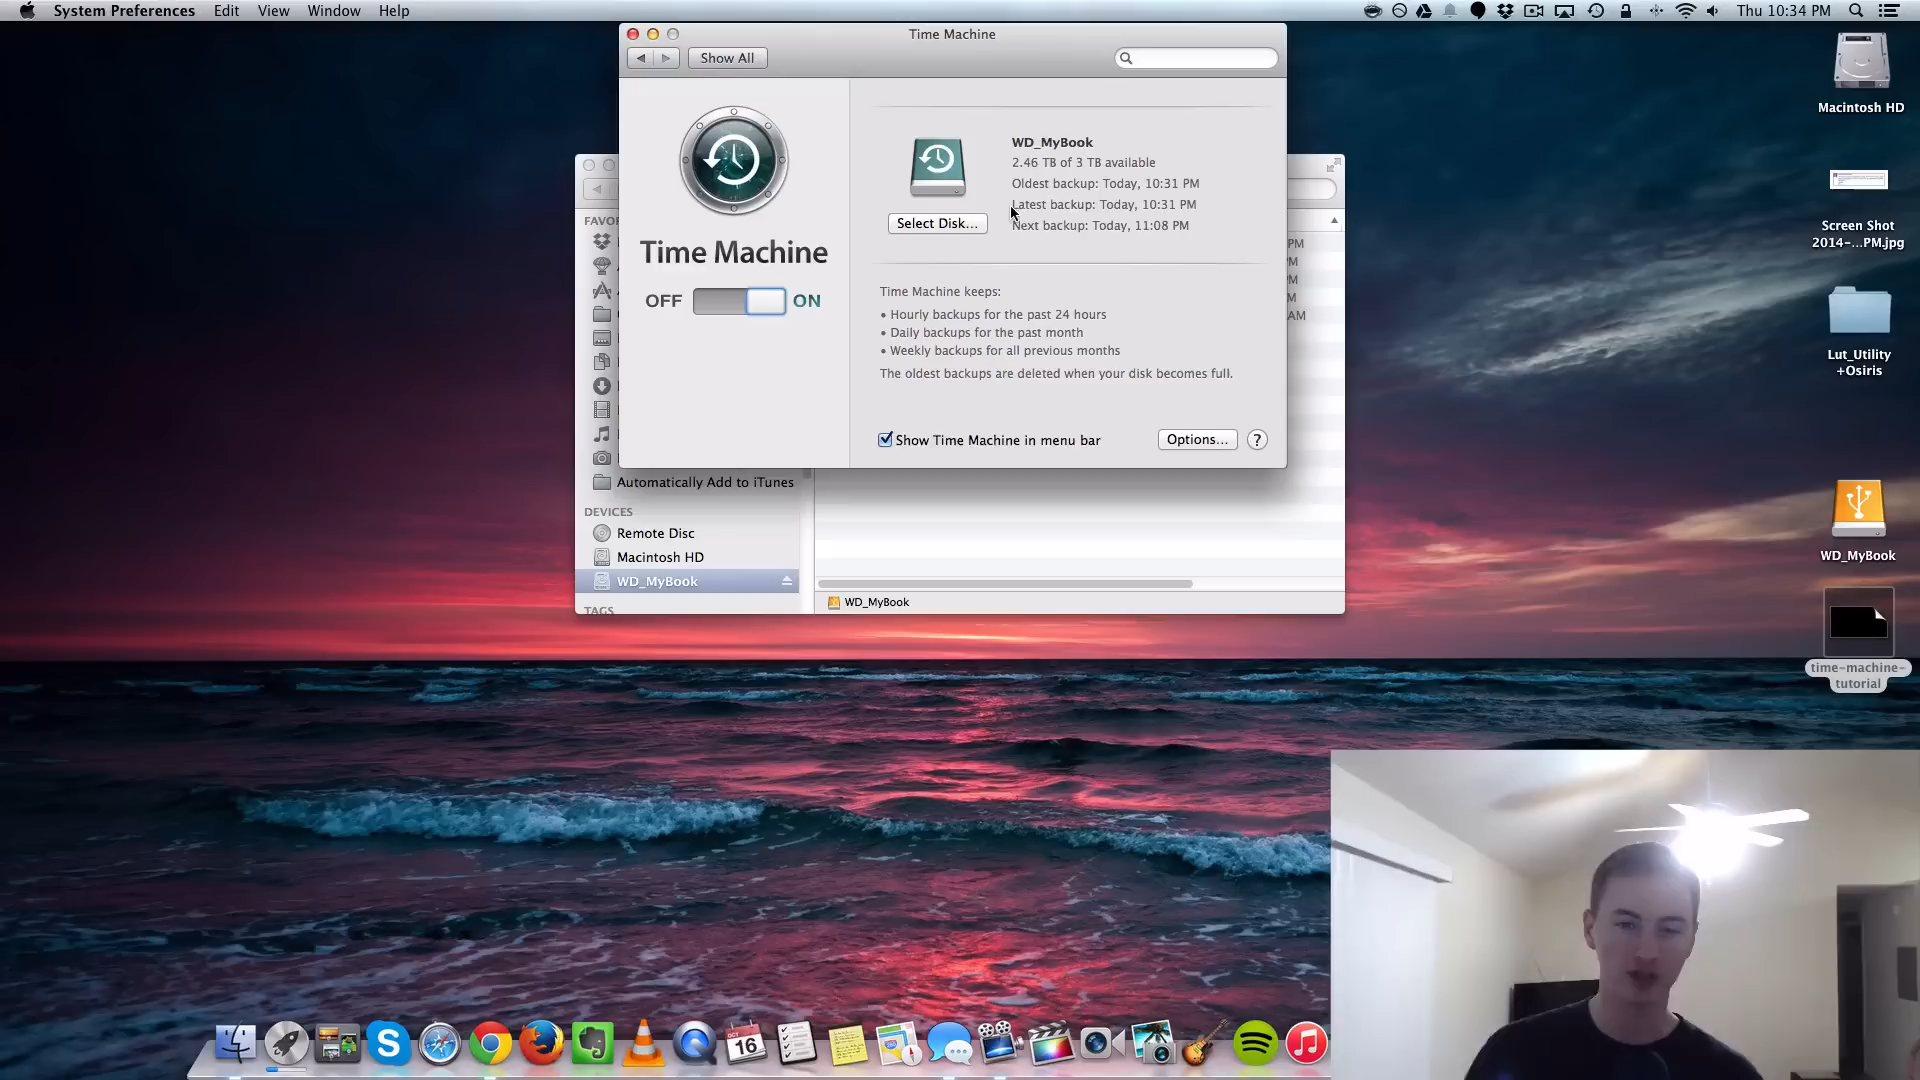 System Preferences Edit View Window Help
Thu 10:34 PM
Time Machine
Show All
Time Machine
OFF ON
WD_MyBook
2.46 TB of 3 TB available
Oldest backup: Today, 10:31 PM
Latest backup: Today, 10:31 PM
Next backup: Today, 11:08 PM
Select Disk...
Time Machine keeps:
• Hourly backups for the past 24 hours
• Daily backups for the past month
• Weekly backups for all previous months
The oldest backups are deleted when your disk becomes full.
Show Time Machine in menu bar
Options... ?
FAVO
PM
M
M
M
AM
Automatically Add to iTunes
DEVICES
Remote Disc
Macintosh HD
WD_MyBook
TAGS
WD_MyBook
Macintosh HD
Screen Shot
2014-...PM.jpg
Lut_Utility
+Osiris
WD_MyBook
time-machine-
tutorial
OCT
16